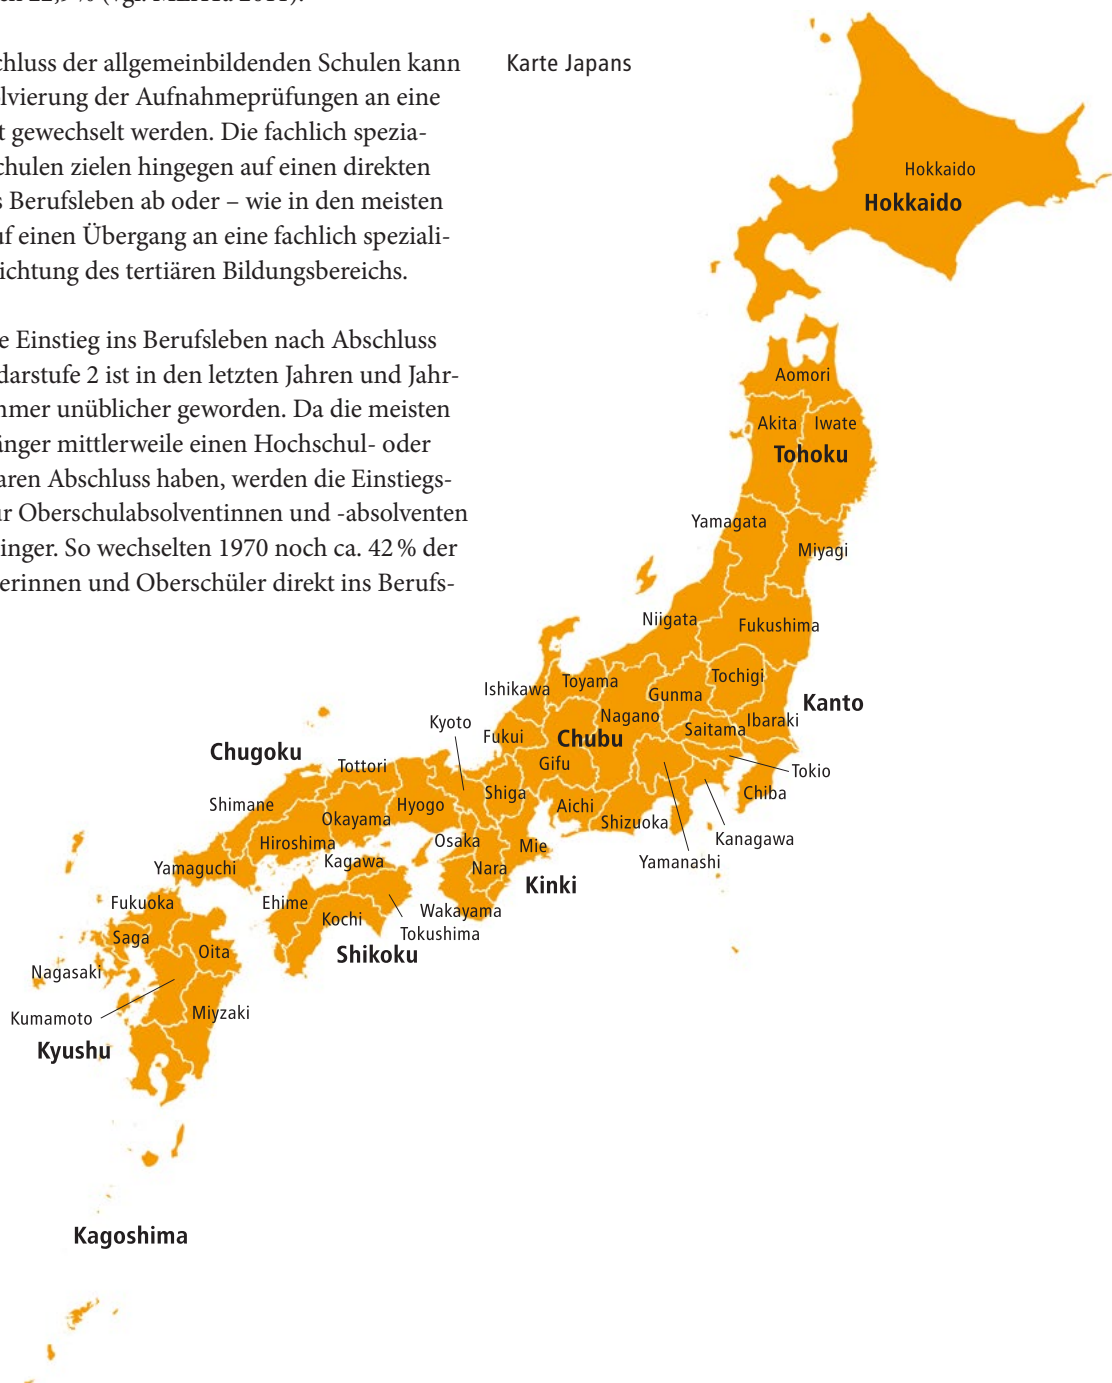 schluss der allgemeinbildenden Schulen kann
lvierung der Aufnahmeprüfungen an eine
t gewechselt werden. Die fachlich spezia-
chulen zielen hingegen auf einen direkten
s Berufsleben ab oder – wie in den meisten
uf einen Übergang an eine fachlich speziali-
ichtung des tertiären Bildungsbereichs.
e Einstieg ins Berufsleben nach Abschluss
darstufe 2 ist in den letzten Jahren und Jahr-
mmer unüblicher geworden. Da die meisten
änger mittlerweile einen Hochschul- oder
aren Abschluss haben, werden die Einstiegs-
ür Oberschulabsolventinnen und -absolventen
inger. So wechselten 1970 noch ca. 42 % der
erinnen und Oberschüler direkt ins Berufs-
Karte Japans
Hokkaido
Hokkaido
Aomori
Akita
Iwate
Tohoku
Yamagata
Miyagi
Niigata
Fukushima
Tochigi
Ishikawa
Toyama
Gunma
Kanto
Nagano
Ibaraki
Kyoto
Fukui
Chubu
Saitama
Chugoku
Tottori
Gifu
Tokio
Shimane
Hyogo
Shiga
Aichi
Chiba
Okayama
Shizuoka
Hiroshima
Osaka
Mie
Kanagawa
Kagawa
Yamanashi
Yamaguchi
Nara
Kinki
Fukuoka
Ehime
Wakayama
Kochi
Tokushima
Saga
Oita
Shikoku
Nagasaki
Miyzaki
Kumamoto
Kyushu
Kagoshima